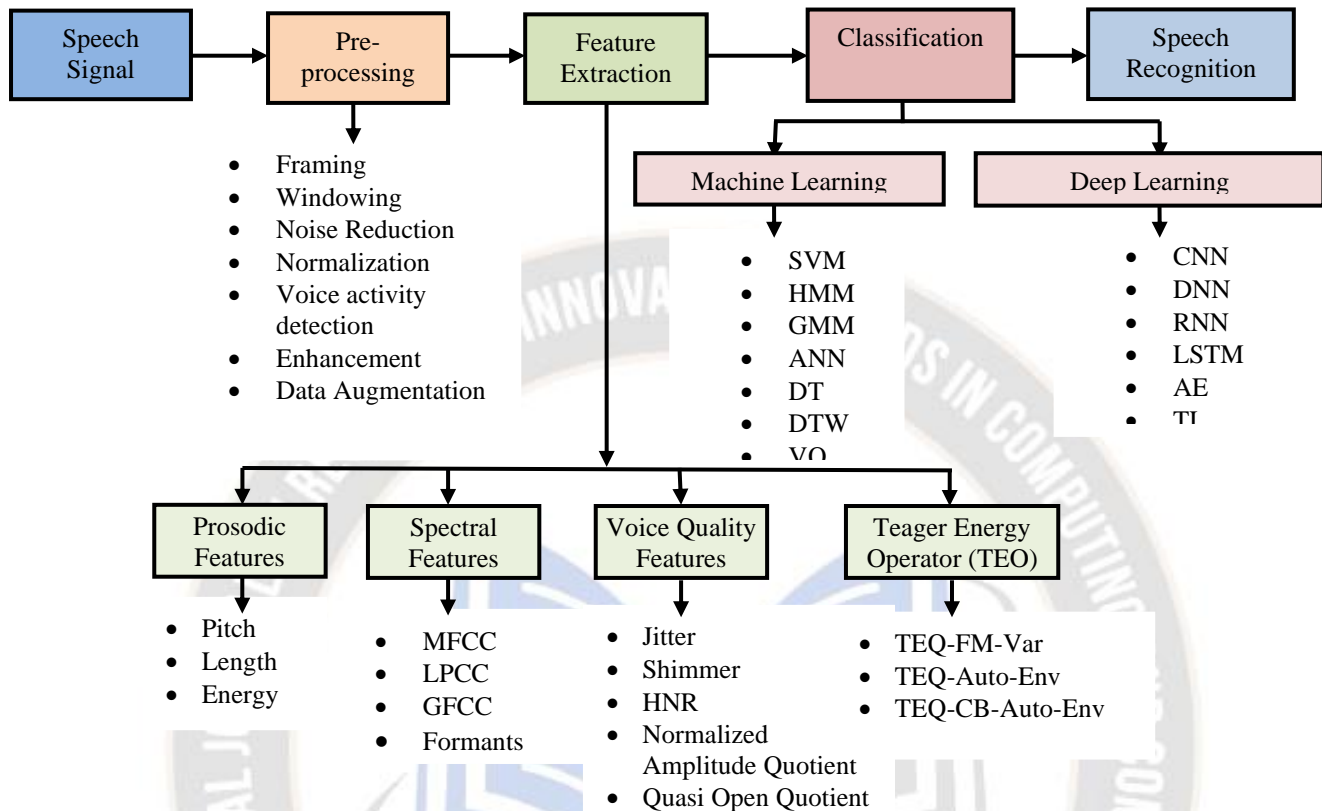 Speech
Signal
Pre-
processing
Feature
Extraction
Classification
Speech
Recognition
• Framing
• Windowing
• Noise Reduction
• Normalization
• Voice activity
detection
• Enhancement
• Data Augmentation
Machine Learning
• SVM
• HMM
• GMM
• ANN
• DT
• DTW
Deep Learning
• CNN
• DNN
• RNN
• LSTM
• AE
Prosodic
Features
• Pitch
• Length
• Energy
Spectral
Features
• MFCC
• LPCC
• GFCC
• Formants
Voice Quality
Features
• Jitter
• Shimmer
• HNR
• Normalized
Amplitude Quotient
• Quasi Open Quotient
Teager Energy
Operator (TEO)
• TEQ-FM-Var
• TEQ-Auto-Env
• TEQ-CB-Auto-Env
IN COMPUTING